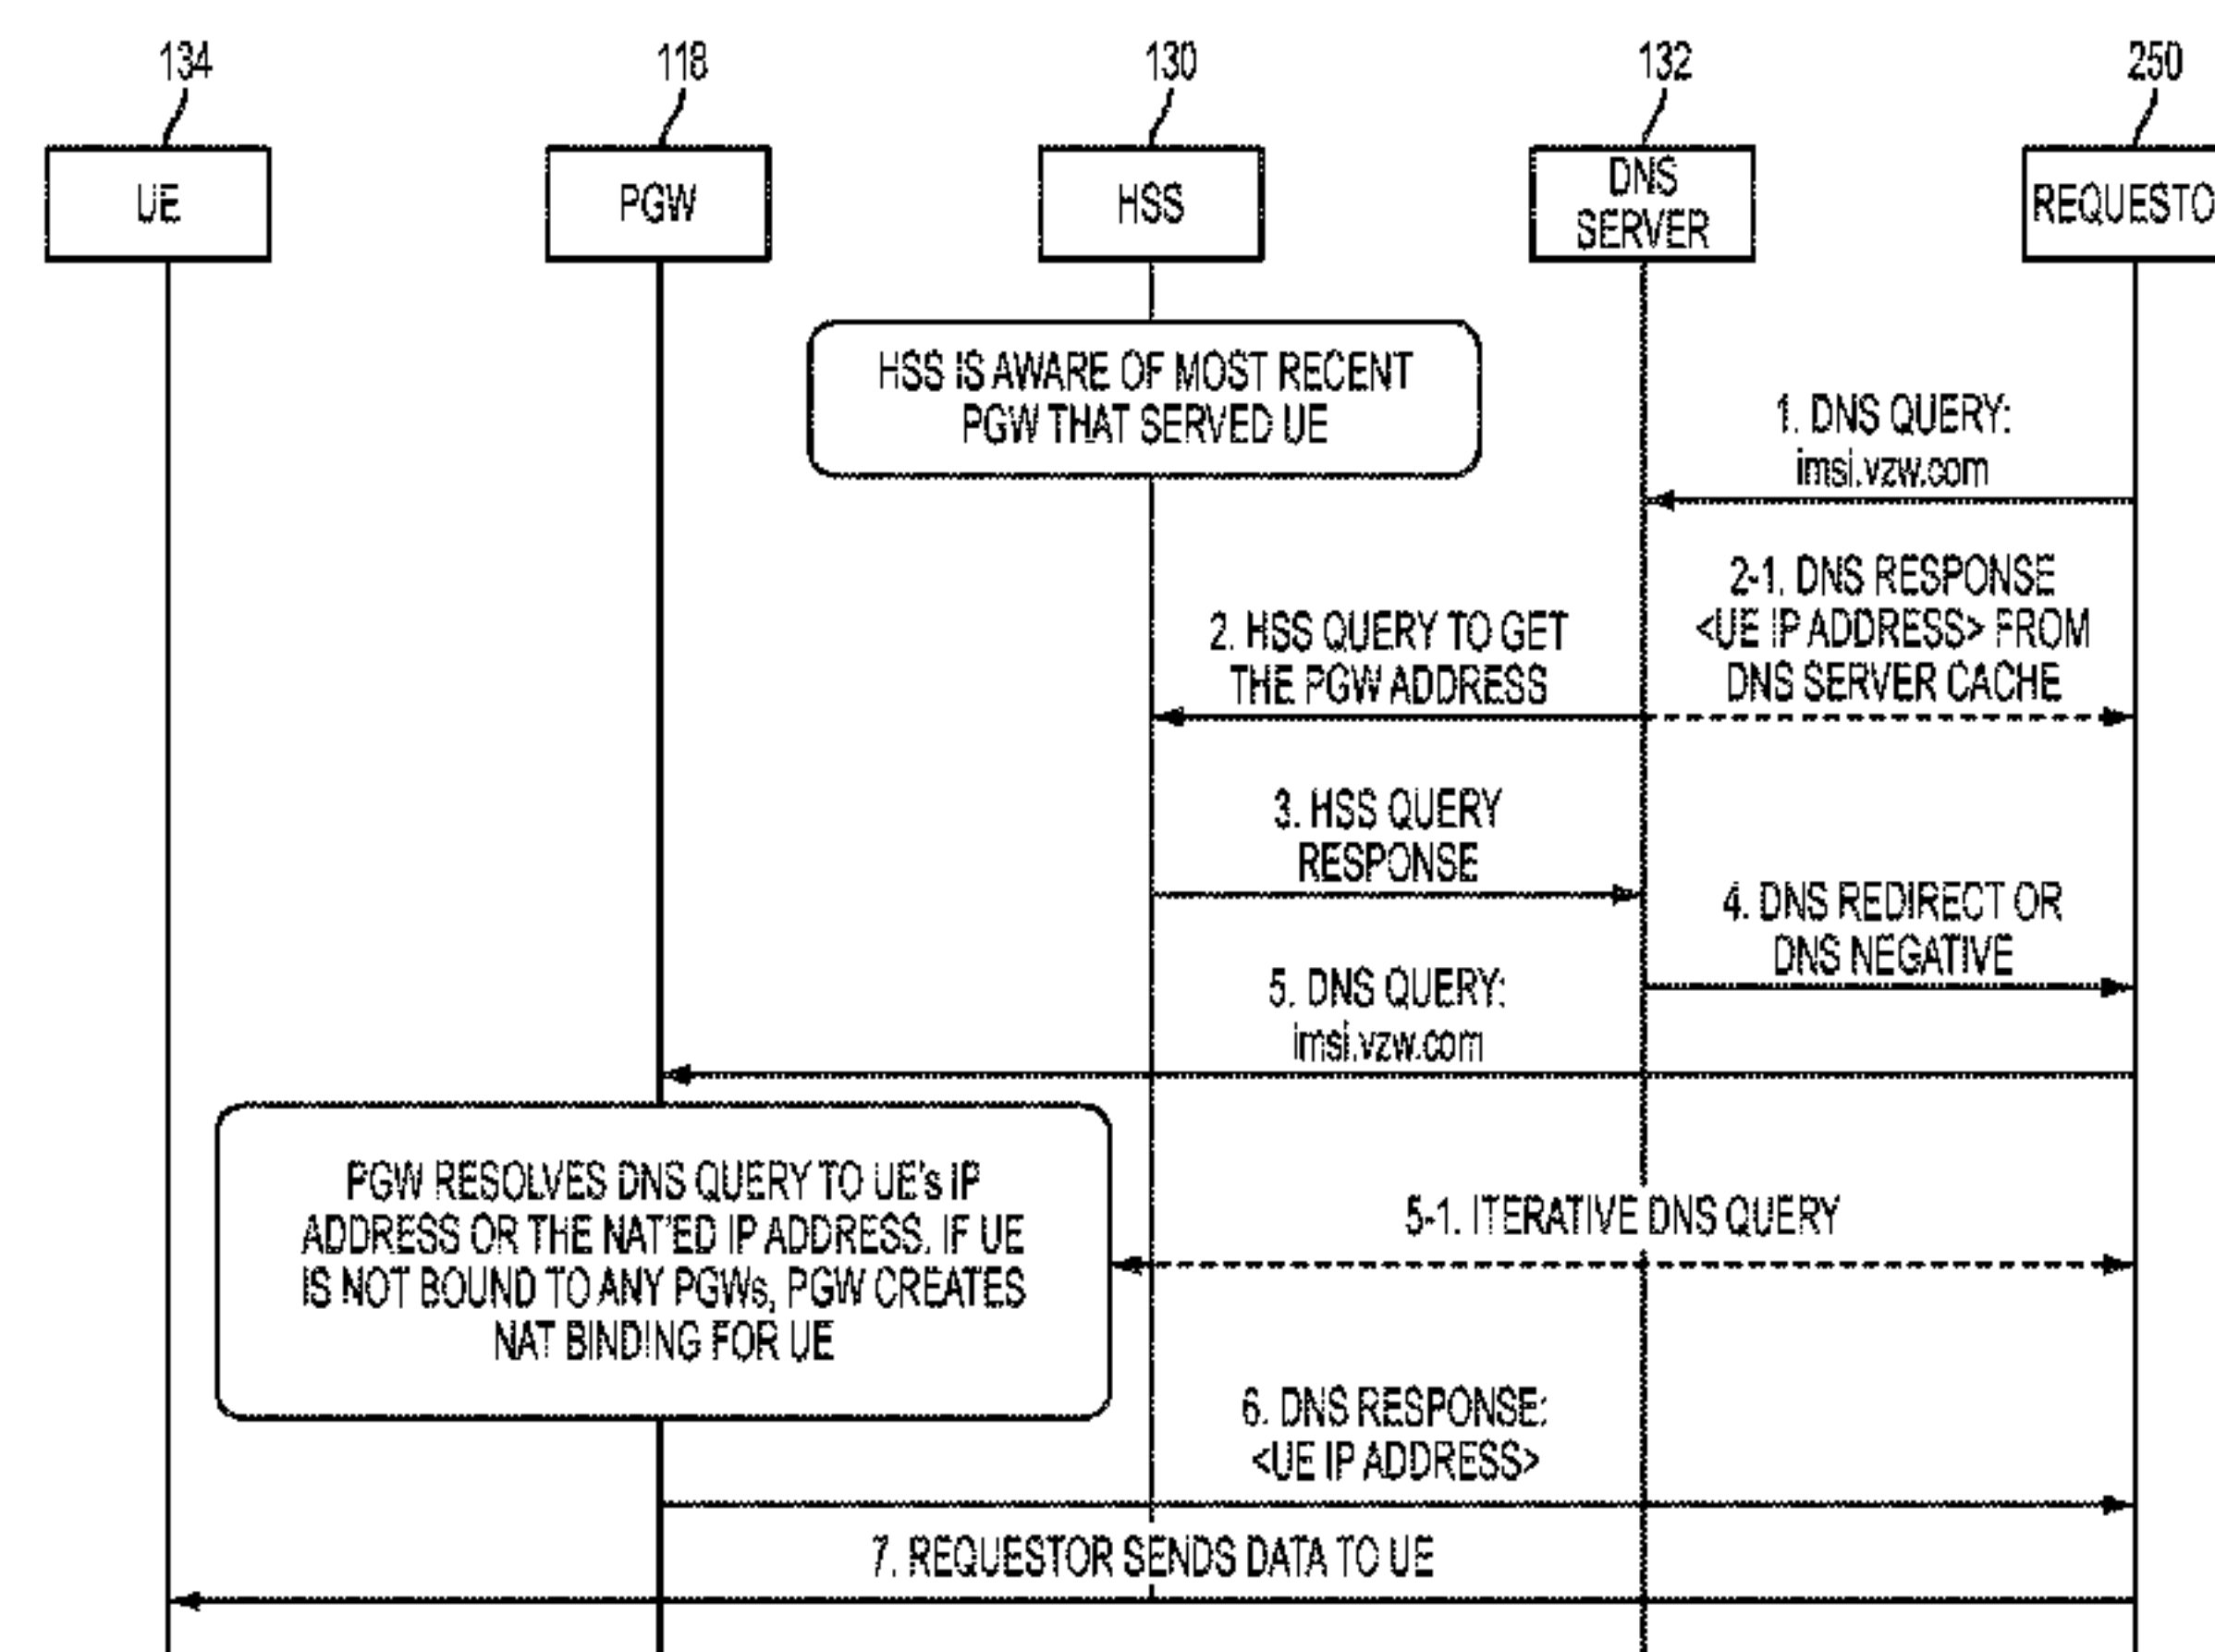 134
118
130
132
250
UE
PGW
HSS
DNS
SERVER
REQUESTO
HSS IS AWARE OF MOST RECENT
PGW THAT SERVED UE
1. DNS QUERY:
imsi.vzw.com
2-1. DNS RESPONSE
<UE IP ADDRESS> FROM
DNS SERVER CACHE
2. HSS QUERY TO GET
THE PGW ADDRESS
3. HSS QUERY
RESPONSE
4. DNS REDIRECT OR
DNS NEGATIVE
5. DNS QUERY:
imsi.vzw.com
PGW RESOLVES DNS QUERY TO UE's IP
ADDRESS OR THE NAT'ED IP ADDRESS. IF UE
IS NOT BOUND TO ANY PGWs, PGW CREATES
NAT BINDING FOR UE
5-1. ITERATIVE DNS QUERY
6. DNS RESPONSE:
<UE IP ADDRESS>
7. REQUESTOR SENDS DATA TO UE